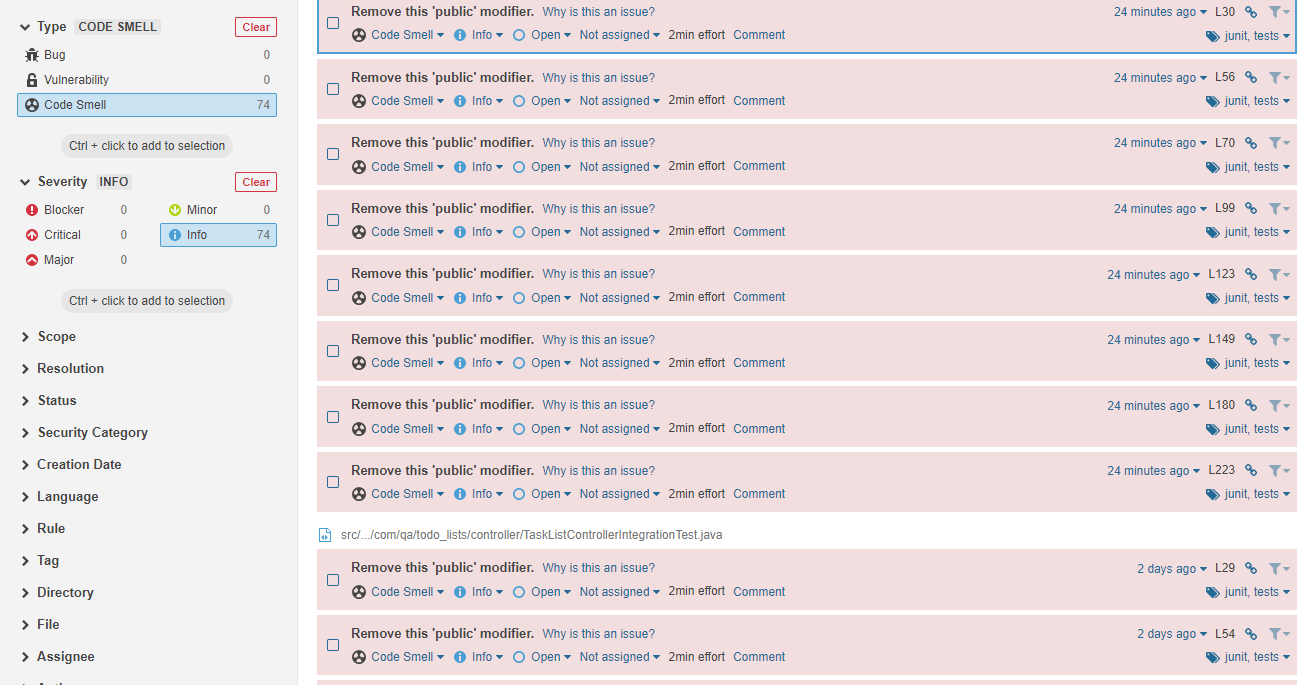 Type CODE SMELL Clear
Bug 0
Vulnerability 0
Code Smell 74
Ctrl + click to add to selection
Severity INFO Clear
Blocker 0 Minor 0
Critical 0 Info 74
Major 0
Ctrl + click to add to selection
Scope
Resolution
Status
Security Category
Creation Date
Language
Rule
Tag
Directory
File
Assignee
Remove this 'public' modifier. Why is this an issue? 24 minutes ago L30
Code Smell Info Open Not assigned 2min effort Comment junit, tests
Remove this 'public' modifier. Why is this an issue? 24 minutes ago L56
Code Smell Info Open Not assigned 2min effort Comment junit, tests
Remove this 'public' modifier. Why is this an issue? 24 minutes ago L70
Code Smell Info Open Not assigned 2min effort Comment junit, tests
Remove this 'public' modifier. Why is this an issue? 24 minutes ago L99
Code Smell Info Open Not assigned 2min effort Comment junit, tests
Remove this 'public' modifier. Why is this an issue? 24 minutes ago L123
Code Smell Info Open Not assigned 2min effort Comment junit, tests
Remove this 'public' modifier. Why is this an issue? 24 minutes ago L149
Code Smell Info Open Not assigned 2min effort Comment junit, tests
Remove this 'public' modifier. Why is this an issue? 24 minutes ago L180
Code Smell Info Open Not assigned 2min effort Comment junit, tests
Remove this 'public' modifier. Why is this an issue? 24 minutes ago L223
Code Smell Info Open Not assigned 2min effort Comment junit, tests
src/.../com/qa/todo_lists/controller/TaskListControllerIntegrationTest.java
Remove this 'public' modifier. Why is this an issue? 2 days ago L29
Code Smell Info Open Not assigned 2min effort Comment junit, tests
Remove this 'public' modifier. Why is this an issue? 2 days ago L54
Code Smell Info Open Not assigned 2min effort Comment junit, tests